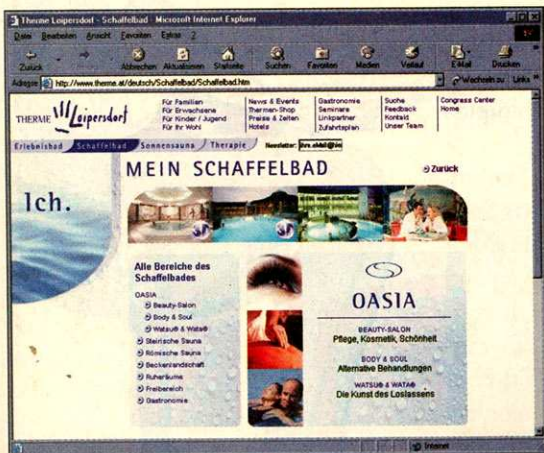 Therme Loipersdorf - Schaffelbad - Microsoft Internet Explorer
Datei Bearbeiten Ansicht Favoriten Extras ?
Zurück Abbrechen Aktualisieren Startseite Suchen Favoriten Medien Verlauf E-Mail Drucken
Adresse http://www.therme.at/deutsch/Schaffelbad/Schaffelbad.htm Wechseln zu Links »
THERME Loipersdorf
Für Familien
Für Erwachsene
Für Kinder / Jugend
Für Ihr Wohl
News & Events
Thermen-Shop
Preise & Zeiten
Hotels
Gastronomie
Seminare
Linkpartner
Zufahrtsplan
Suche
Feedback
Kontakt
Unser Team
Congress Center
Home
Erlebnisbad Schaffelbad Sonnensauna Therapie Newsletter:
MEIN SCHAFFELBAD Zurück
Ich.
Alle Bereiche des
Schaffelbades
OASIA
Beauty-Salon
Body & Soul
Watsu® & Wata®
Steirische Sauna
Römische Sauna
Beckenlandschaft
Ruheräume
Freibereich
Gastronomie
OASIA
BEAUTY-SALON
Pflege, Kosmetik, Schönheit
BODY & SOUL
Alternative Behandlungen
WATSU® & WATA®
Die Kunst des Loslassens
Internet